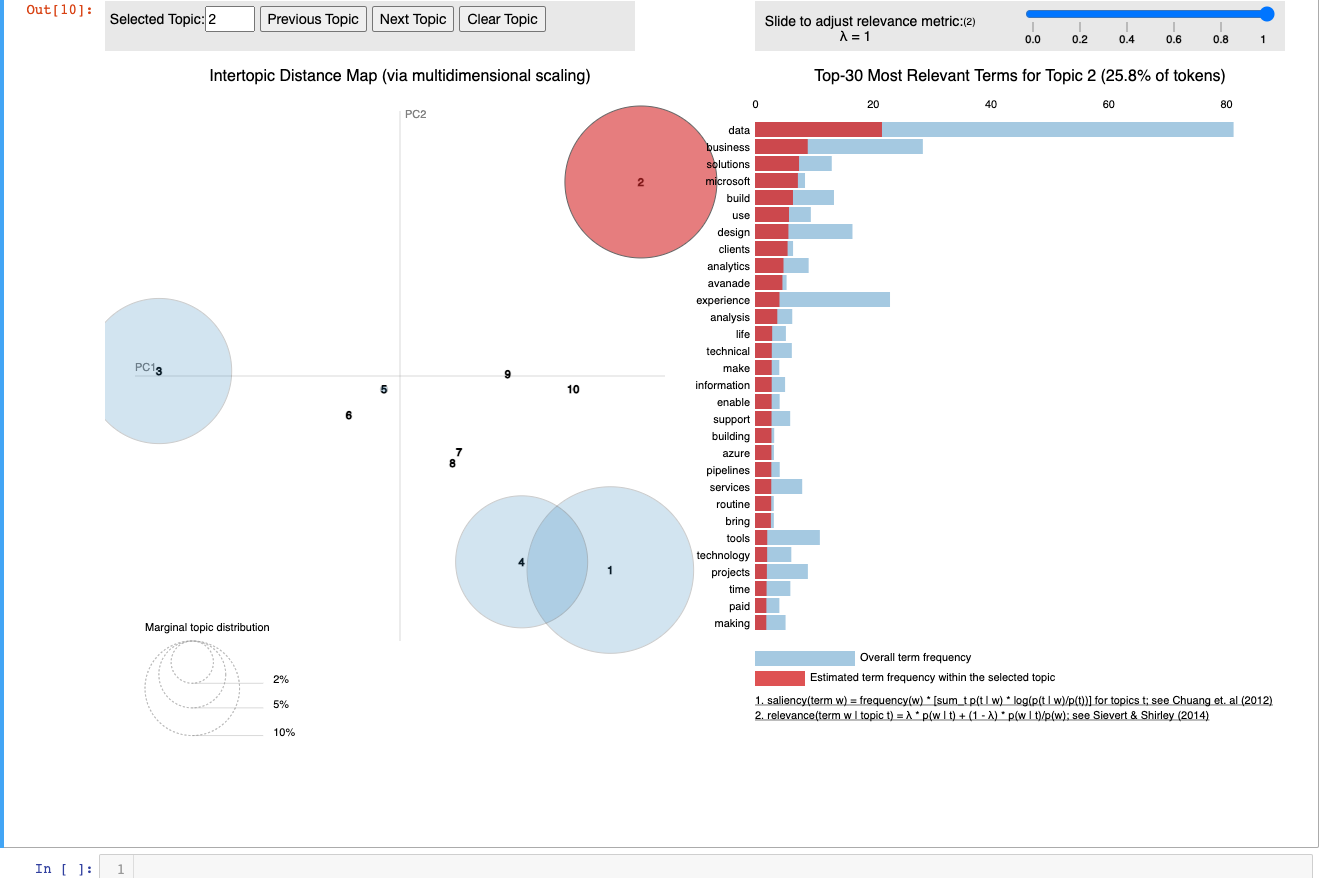 Out[10]:
Selected Topic: 2 Previous Topic Next Topic Clear Topic
Slide to adjust relevance metric:(2)
λ = 1
0.0 0.2 0.4 0.6 0.8 1
Intertopic Distance Map (via multidimensional scaling)
PC2
PC1
2
3
5
6
9
10
7
8
4
1
Marginal topic distribution
2%
5%
10%
Top-30 Most Relevant Terms for Topic 2 (25.8% of tokens)
0 20 40 60 80
data
business
solutions
microsoft
build
use
design
clients
analytics
avanade
experience
analysis
life
technical
make
information
enable
support
building
azure
pipelines
services
routine
bring
tools
technology
projects
time
paid
making
Overall term frequency
Estimated term frequency within the selected topic
1. saliency(term w) = frequency(w) * [sum_t p(t | w) * log(p(t | w)/p(t))] for topics t; see Chuang et. al (2012)
2. relevance(term w | topic t) = λ * p(w | t) + (1 - λ) * p(w | t)/p(w); see Sievert & Shirley (2014)
In [ ]: 1